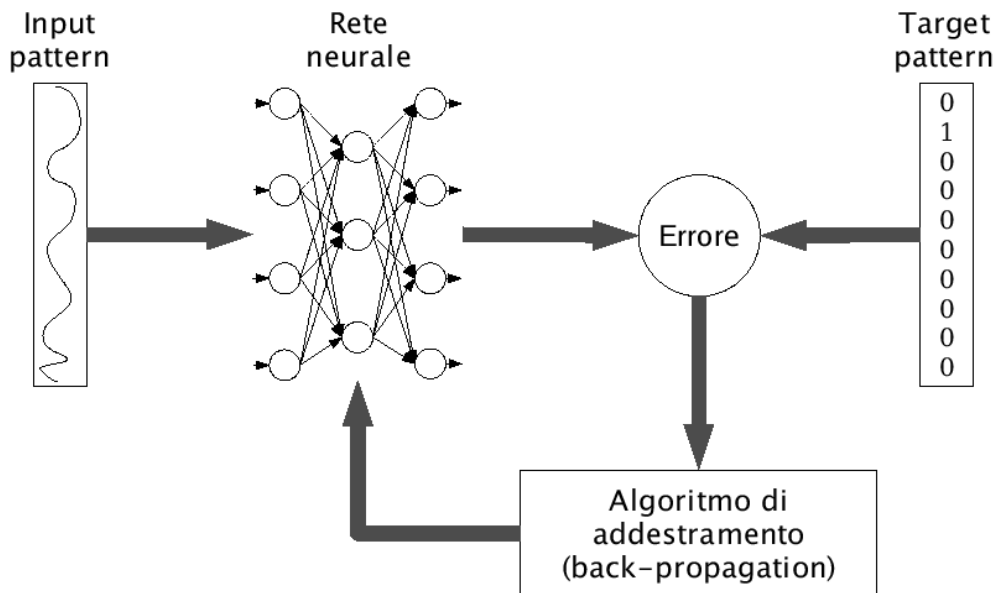 Input
pattern
Rete
neurale
Target
pattern
0
1
0
0
0
0
0
0
0
0
Errore
Algoritmo di
addestramento
(back-propagation)